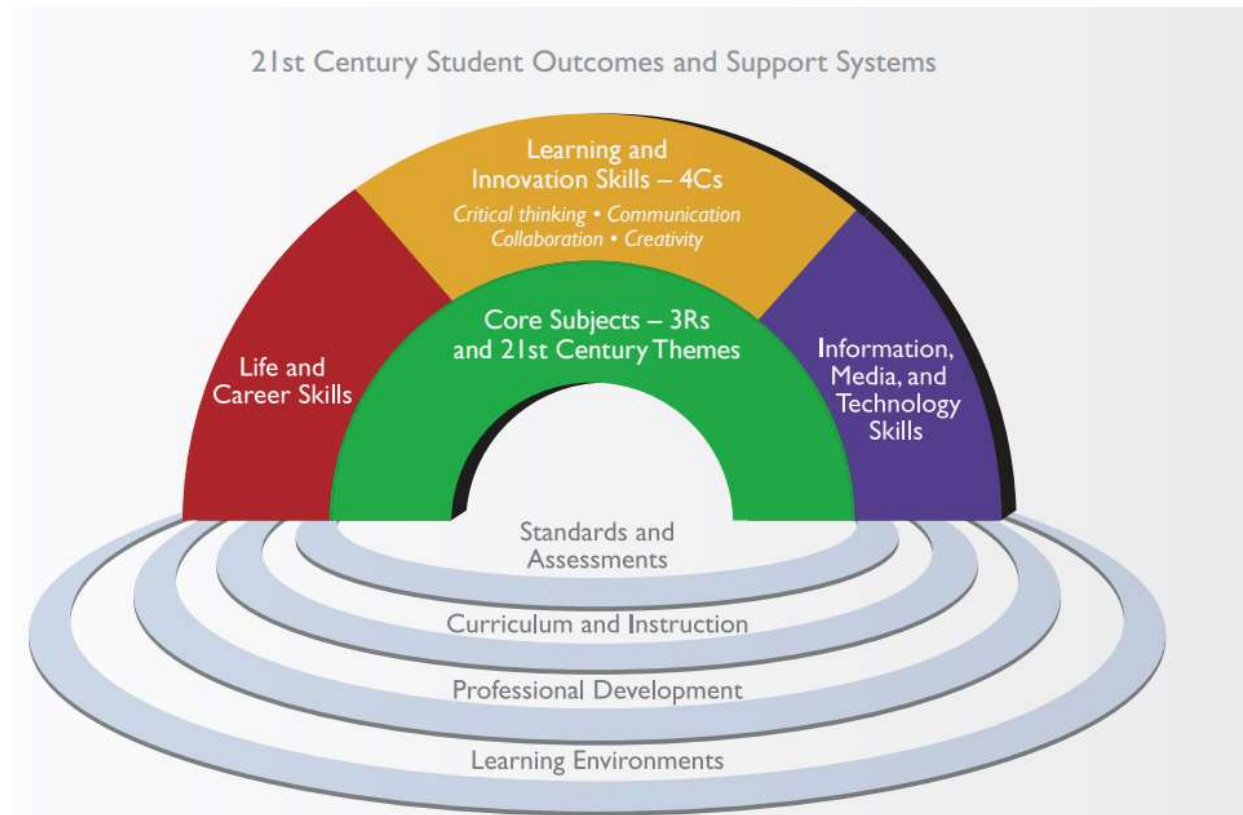 21st Century Student Outcomes and Support Systems
Learning and
Innovation Skills – 4Cs
Critical thinking • Communication
Collaboration • Creativity
Core Subjects – 3Rs
and 21st Century Themes
Life and
Career Skills
Information,
Media, and
Technology
Skills
Standards and
Assessments
Curriculum and Instruction
Professional Development
Learning Environments